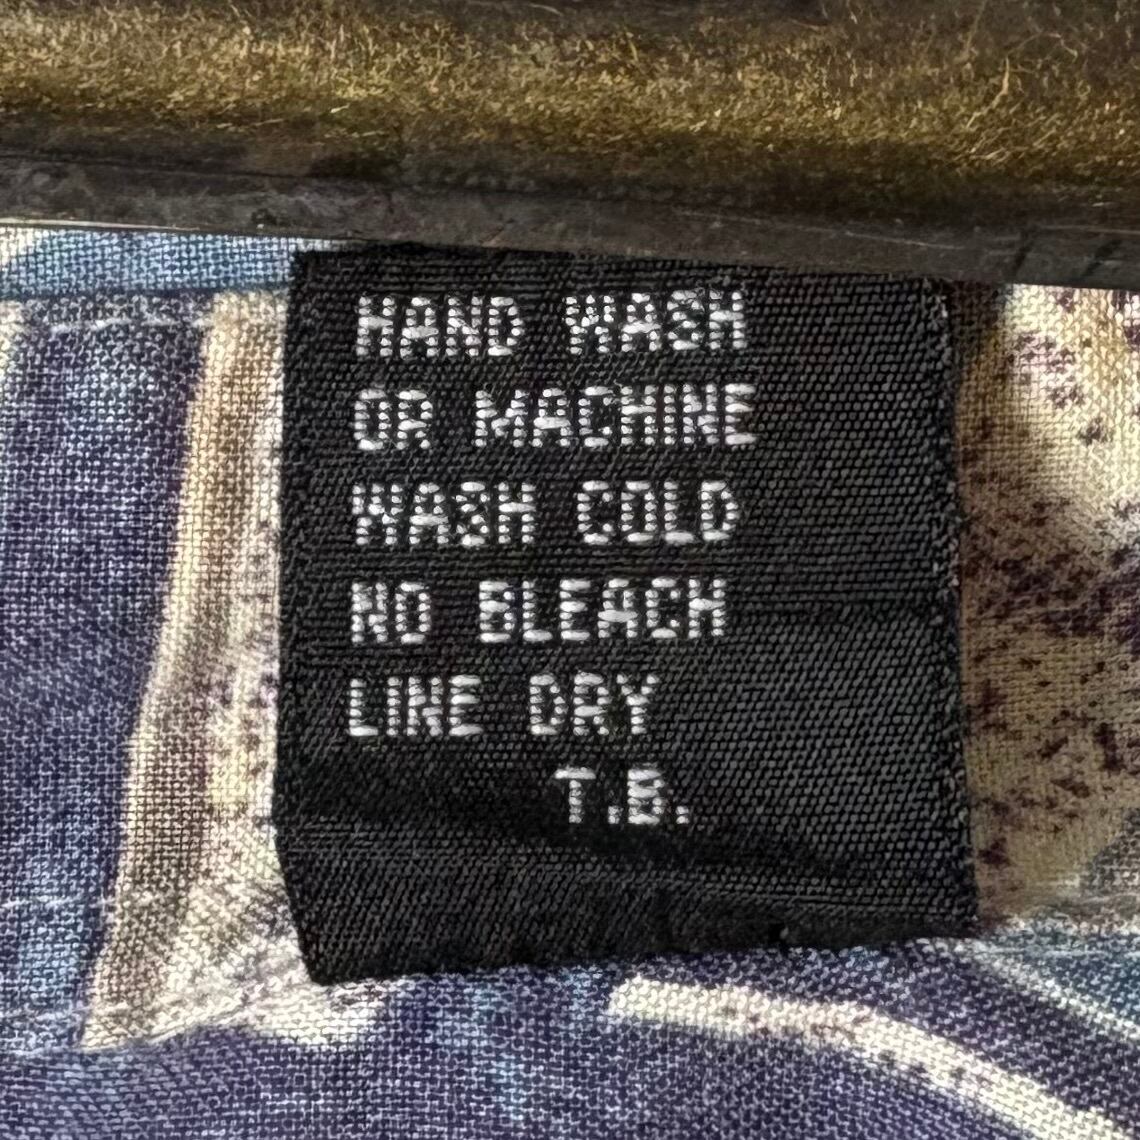 HAND WASH
OR MACHINE
WASH COLD
NO BLEACH
LINE DRY
T.B.